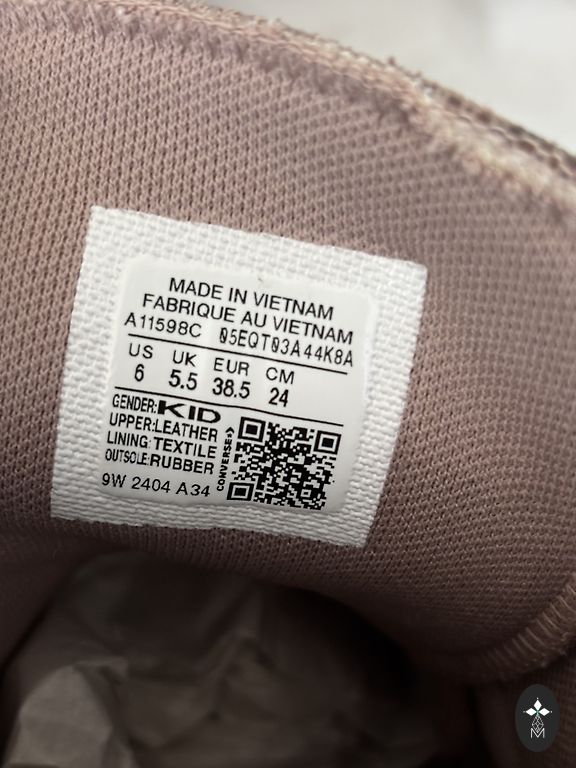 MADE IN VIETNAM
FABRIQUE AU VIETNAM
A11598C 05EQT03A44K8A
US UK EUR CM
6 5.5 38.5 24
GENDER:KID
UPPER:LEATHER
LINING:TEXTILE
OUTSOLE:RUBBER
9W 2404 A34
CONVERSE
M